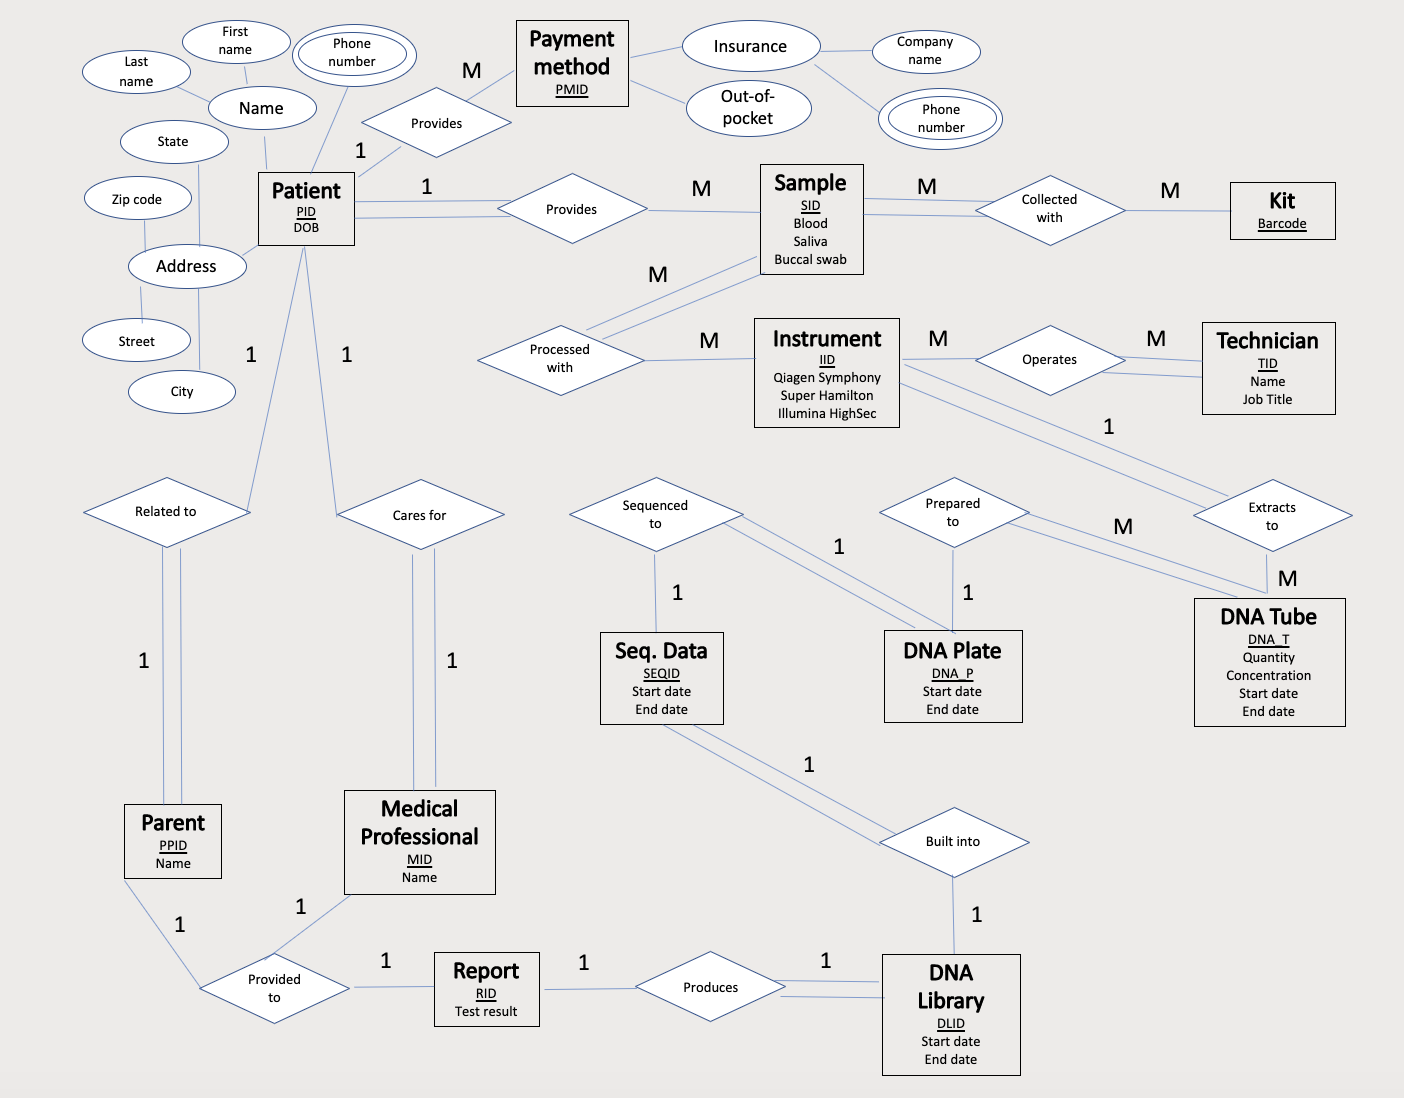 First
name
Phone
number
Last
name
Name
State
Zip code
Address
Street
City
Payment
method
PMID
Insurance
Company
name
Out-of-
pocket
Phone
number
M
Provides
1
Patient
PID
DOB
1
Provides
M
Sample
SID
Blood
Saliva
Buccal swab
M
Collected
with
M
Kit
Barcode
M
Processed
with
M
Instrument
IID
Qiagen Symphony
Super Hamilton
Illumina HighSec
M
Operates
M
Technician
TID
Name
Job Title
1
1
1
Related to
Cares for
Sequenced
to
Prepared
to
Extracts
to
1
M
M
1
1
1
1
Seq. Data
SEQID
Start date
End date
DNA Plate
DNA_P
Start date
End date
DNA Tube
DNA_T
Quantity
Concentration
Start date
End date
1
Built into
Parent
PPID
Name
Medical
Professional
MID
Name
1
1
1
Provided
to
1
Report
RID
Test result
1
Produces
1
DNA
Library
DLID
Start date
End date